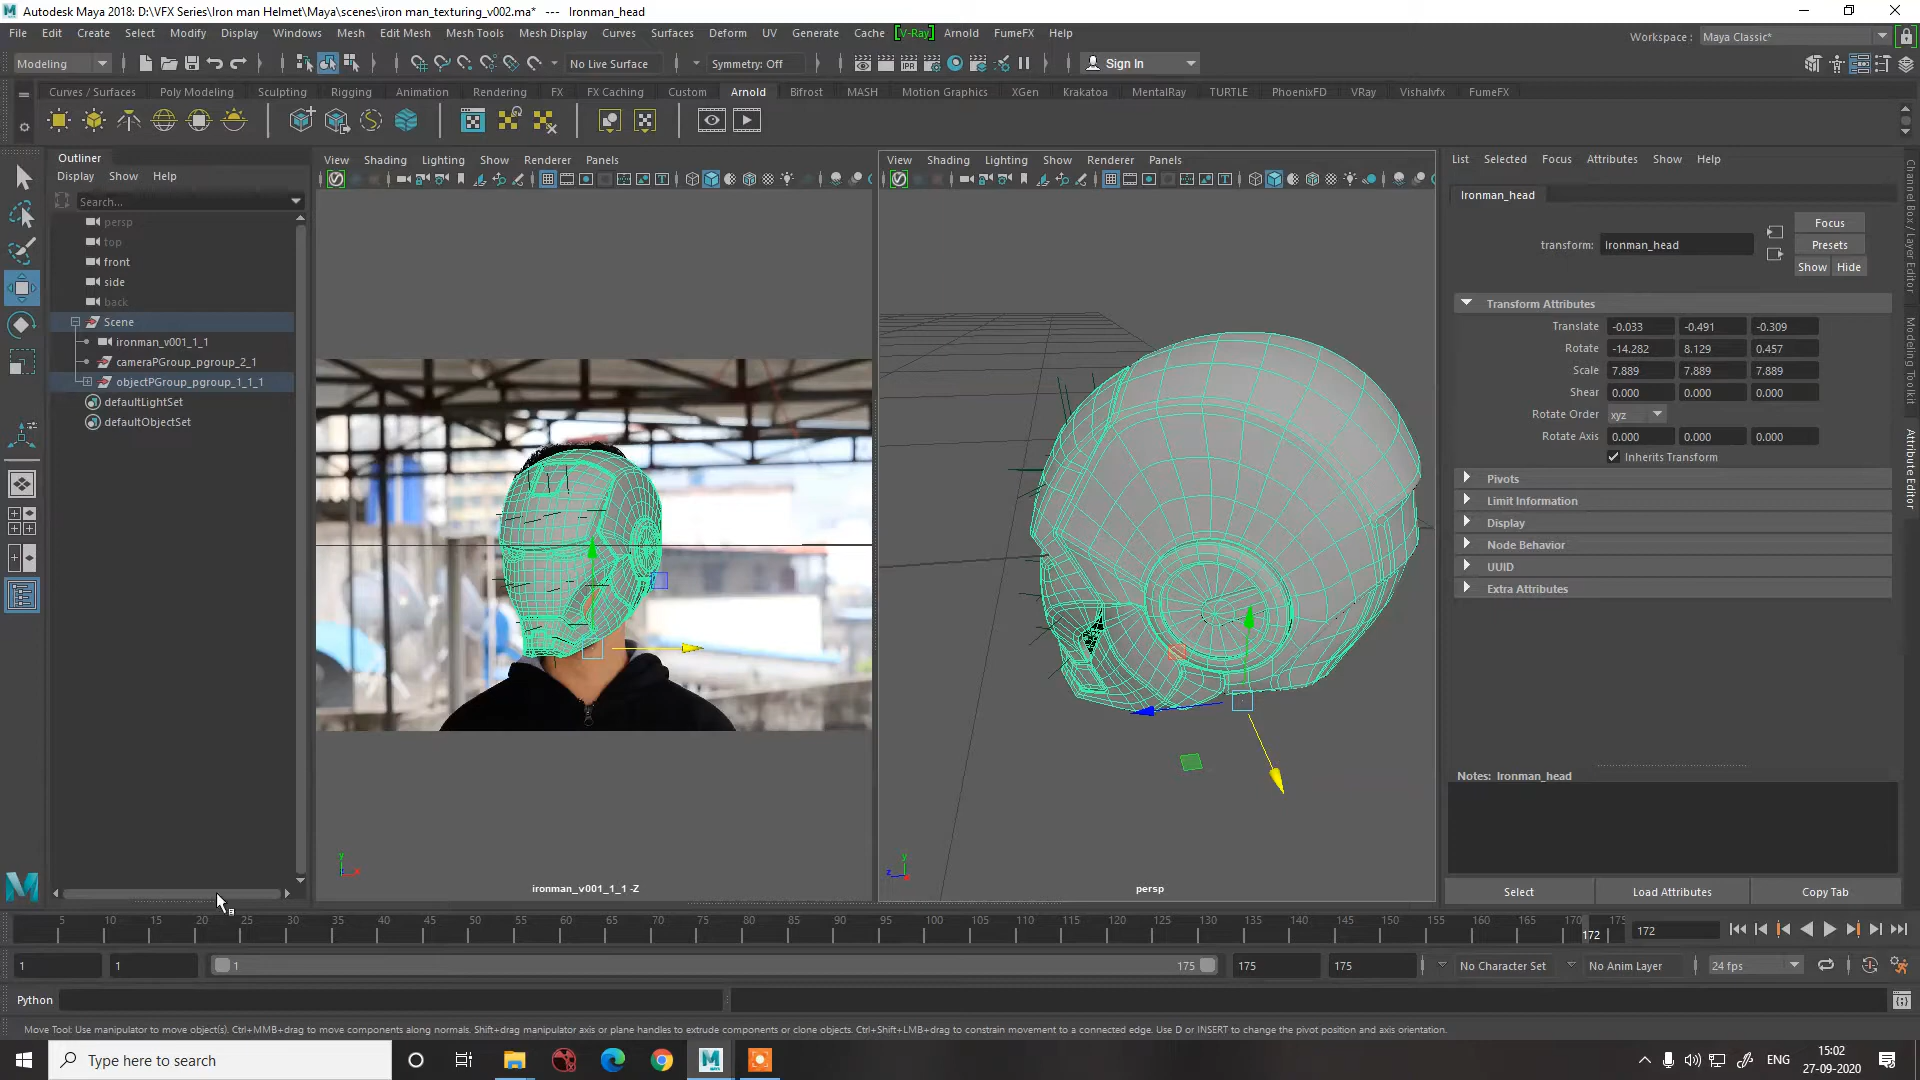 Autodesk Maya 2018: D:\VFX Series\Iron man Helmet\Maya\scenes\iron man_texturing_v002.ma* --- Ironman_head
File Edit Create Select Modify Display Windows Mesh Edit Mesh Mesh Tools Mesh Display Curves Surfaces Deform UV Generate Cache [V-Ray] Arnold FumeFX Help
Workspace : Maya Classic*
Modeling No Live Surface Symmetry: Off Sign In
Curves / Surfaces Poly Modeling Sculpting Rigging Animation Rendering FX FX Caching Custom Arnold Bifrost MASH Motion Graphics XGen Krakatoa MentalRay TURTLE PhoenixFD VRay Vishalvfx FumeFX
Outliner
Display Show Help
Search...
persp
top
front
side
back
Scene
ironman_v001_1_1
cameraPGroup_pgroup_2_1
objectPGroup_pgroup_1_1_1
defaultLightSet
defaultObjectSet
View Shading Lighting Show Renderer Panels
ironman_v001_1_1 -Z
View Shading Lighting Show Renderer Panels
persp
List Selected Focus Attributes Show Help
Ironman_head
Focus
transform: Ironman_head Presets
Show Hide
Transform Attributes
Translate -0.033 -0.491 -0.309
Rotate -14.282 8.129 0.457
Scale 7.889 7.889 7.889
Shear 0.000 0.000 0.000
Rotate Order xyz
Rotate Axis 0.000 0.000 0.000
Inherits Transform
Pivots
Limit Information
Display
Node Behavior
UUID
Extra Attributes
Notes: Ironman_head
Select Load Attributes Copy Tab
Channel Box / Layer Editor
Modeling Toolkit
Attribute Editor
5 10 15 20 25 30 35 40 45 50 55 60 65 70 75 80 85 90 95 100 105 110 115 120 125 130 135 140 145 150 155 160 165 170 175
172 172
1 1 1 175 175 175 No Character Set No Anim Layer 24 fps
Python
Move Tool: Use manipulator to move object(s). Ctrl+MMB+drag to move components along normals. Shift+drag manipulator axis or plane handles to extrude components or clone objects. Ctrl+Shift+LMB+drag to constrain movement to a connected edge. Use D or INSERT to change the pivot position and axis orientation.
Type here to search
ENG
15:02
27-09-2020